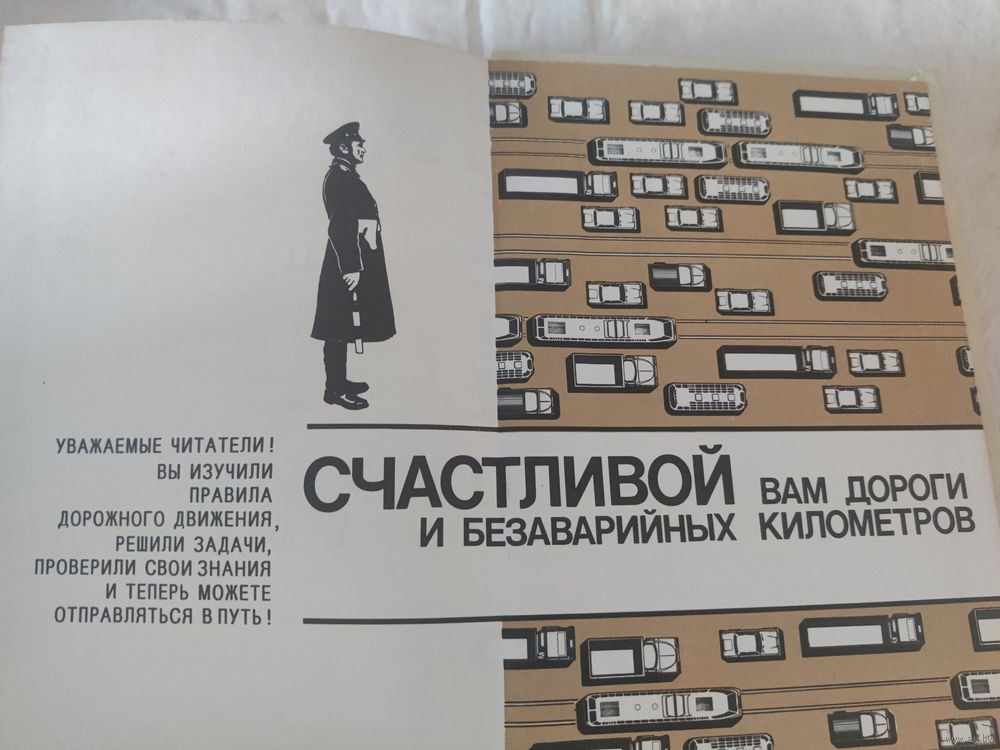 УВАЖАЕМЫЕ ЧИТАТЕЛИ!
ВЫ ИЗУЧИЛИ
ПРАВИЛА
ДОРОЖНОГО ДВИЖЕНИЯ,
РЕШИЛИ ЗАДАЧИ,
ПРОВЕРИЛИ СВОИ ЗНАНИЯ
И ТЕПЕРЬ МОЖЕТЕ
ОТПРАВЛЯТЬСЯ В ПУТЬ!
СЧАСТЛИВОЙ ВАМ ДОРОГИ
И БЕЗАВАРИЙНЫХ КИЛОМЕТРОВ